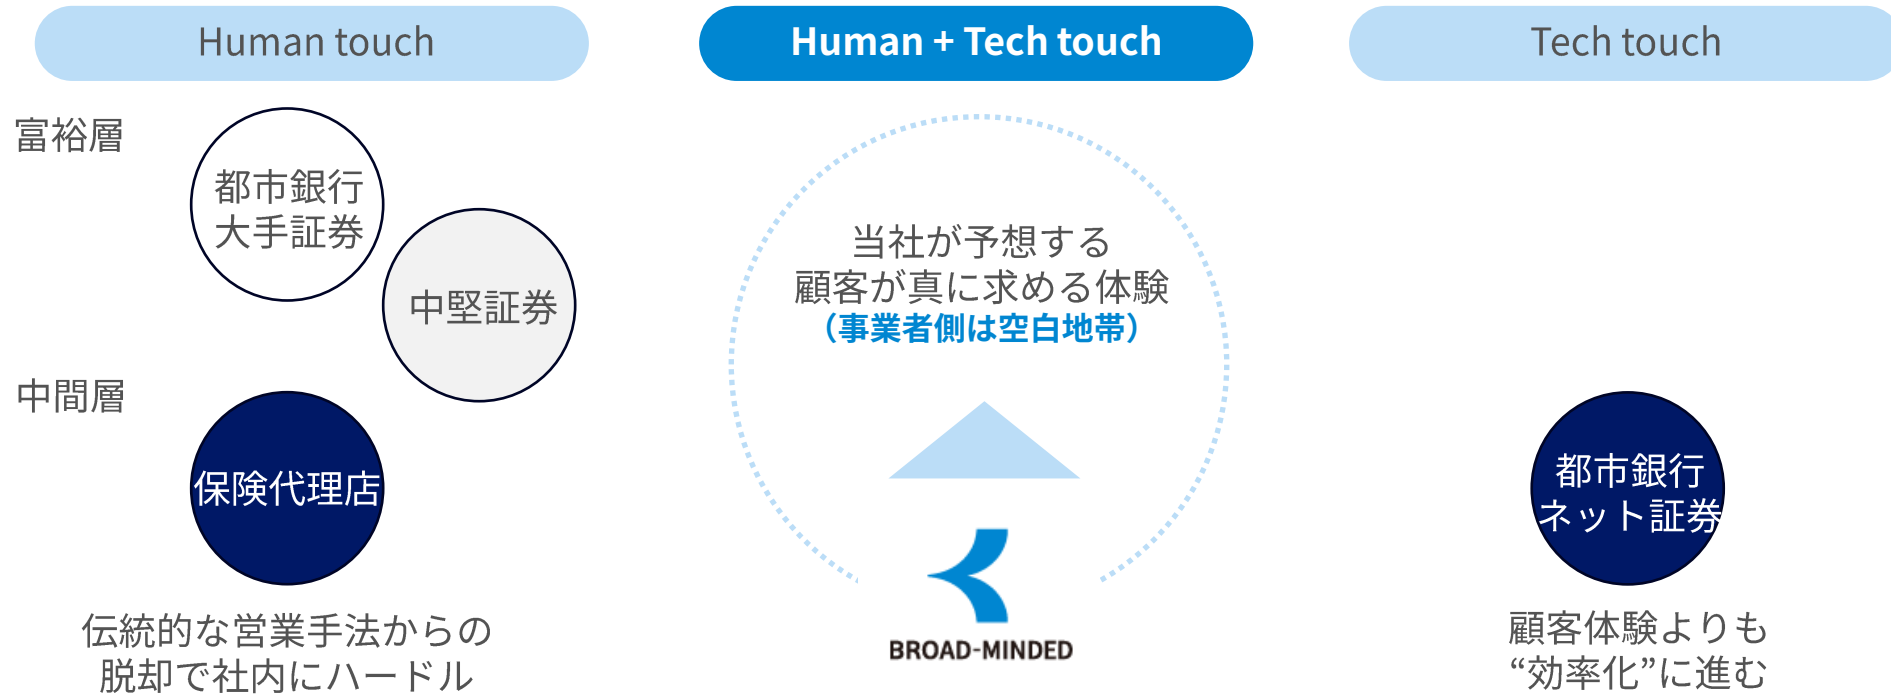 Human touch
Human + Tech touch
Tech touch
富裕層
都市銀行
大手証券
中堅証券
中間層
保険代理店
伝統的な営業手法からの
脱却で社内にハードル
当社が予想する
顧客が真に求める体験
（事業者側は空白地帯）
BROAD-MINDED
都市銀行
ネット証券
顧客体験よりも
“効率化”に進む